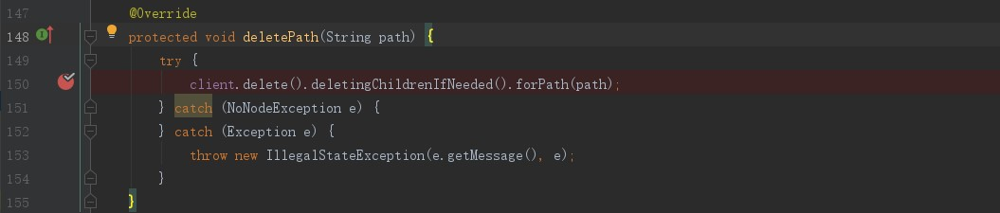 147 @Override
148 protected void deletePath(String path) {
149 try {
150 client.delete().deletingChildrenIfNeeded().forPath(path);
151 } catch (NoNodeException e) {
152 } catch (Exception e) {
153 throw new IllegalStateException(e.getMessage(), e);
154 }
155 }